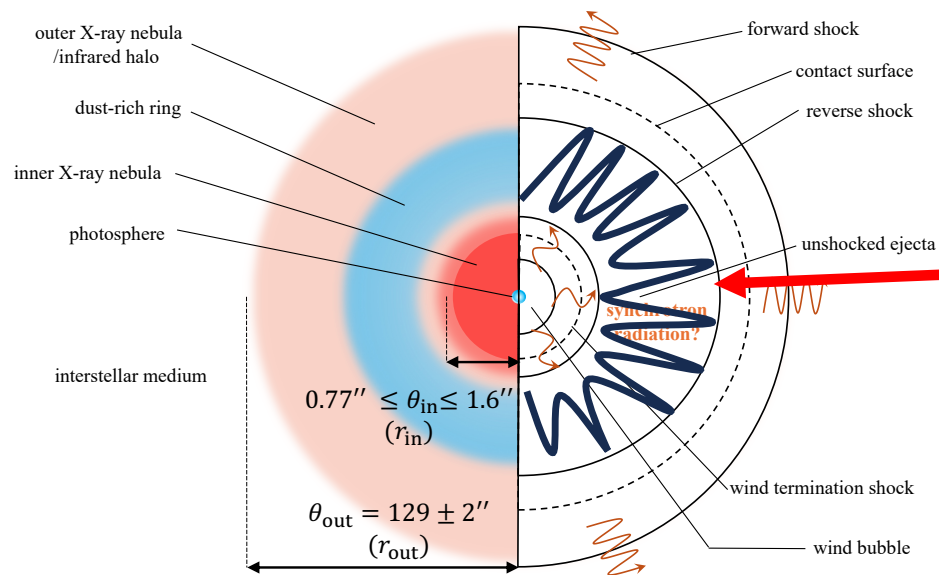 outer X-ray nebula
/infrared halo
dust-rich ring
inner X-ray nebula
photosphere
interstellar medium
0.77″ ≤ θin ≤ 1.6″
(rin)
θout = 129 ± 2″
(rout)
forward shock
contact surface
reverse shock
unshocked ejecta
synchrotron
radiation?
wind termination shock
wind bubble